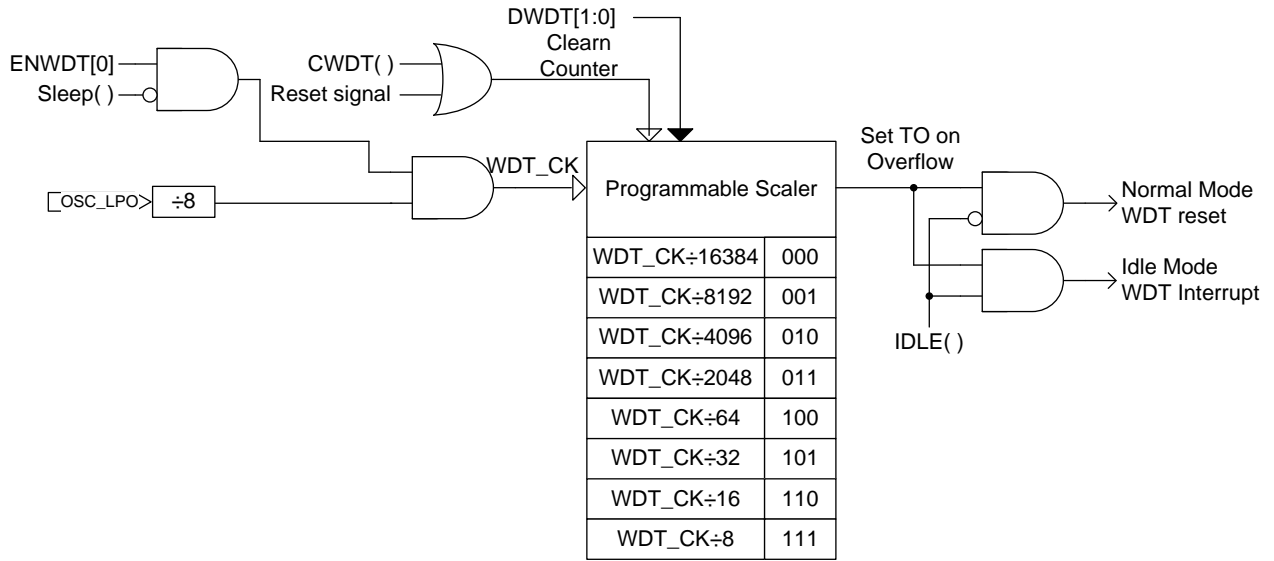 DWDT[1:0]
Clearn
Counter
ENWDT[0]
Sleep( )
CWDT( )
Reset signal
WDT_CK
OSC_LPO
÷8
Programmable Scaler
Set TO on
Overflow
Normal Mode
WDT reset
Idle Mode
WDT Interrupt
IDLE( )
WDT_CK÷16384 000
WDT_CK÷8192 001
WDT_CK÷4096 010
WDT_CK÷2048 011
WDT_CK÷64 100
WDT_CK÷32 101
WDT_CK÷16 110
WDT_CK÷8 111